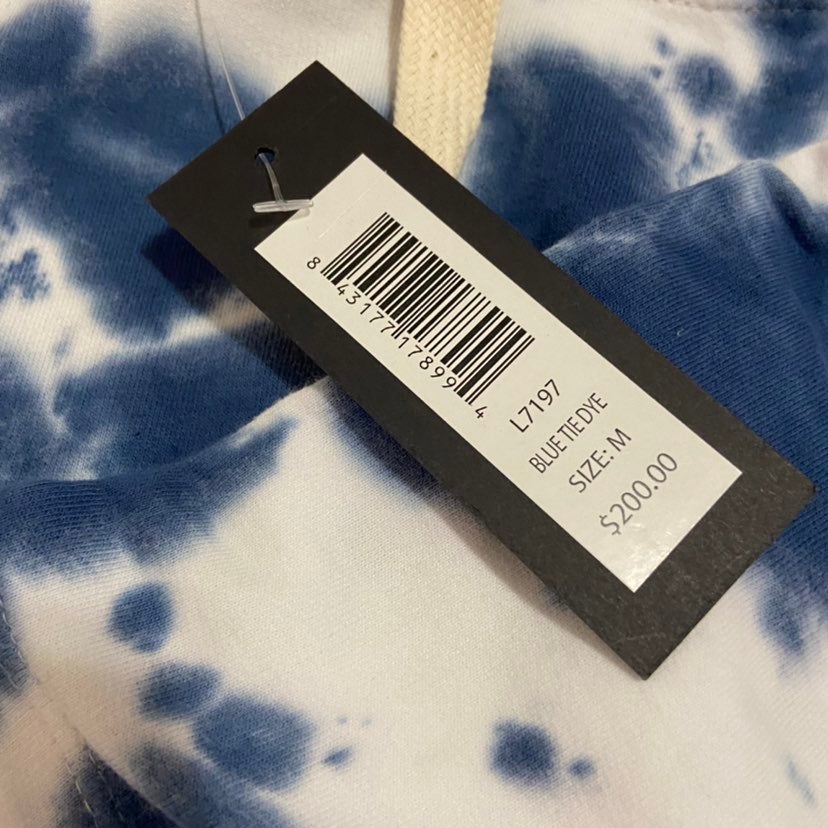 8 43177 17899 4
L7197
BLUE TIE DYE
SIZE: M
$200.00